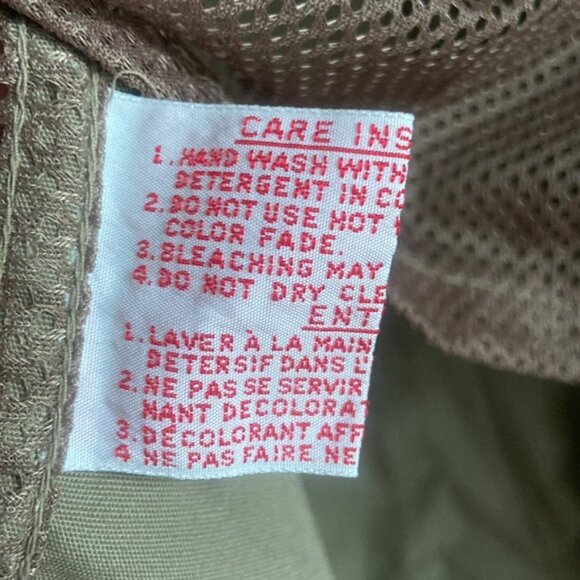 CARE INS
1. HAND WASH WITH
DETERGENT IN CO
2. DO NOT USE HOT
COLOR FADE.
3. BLEACHING MAY
4. DO NOT DRY CLE
ENT
1. LAVER À LA MAIN
DETERSIF DANS L
2. NE PAS SE SERVIR
NANT DECOLORAT
3. DÉCOLORANT AFF
4. NE PAS FAIRE NE